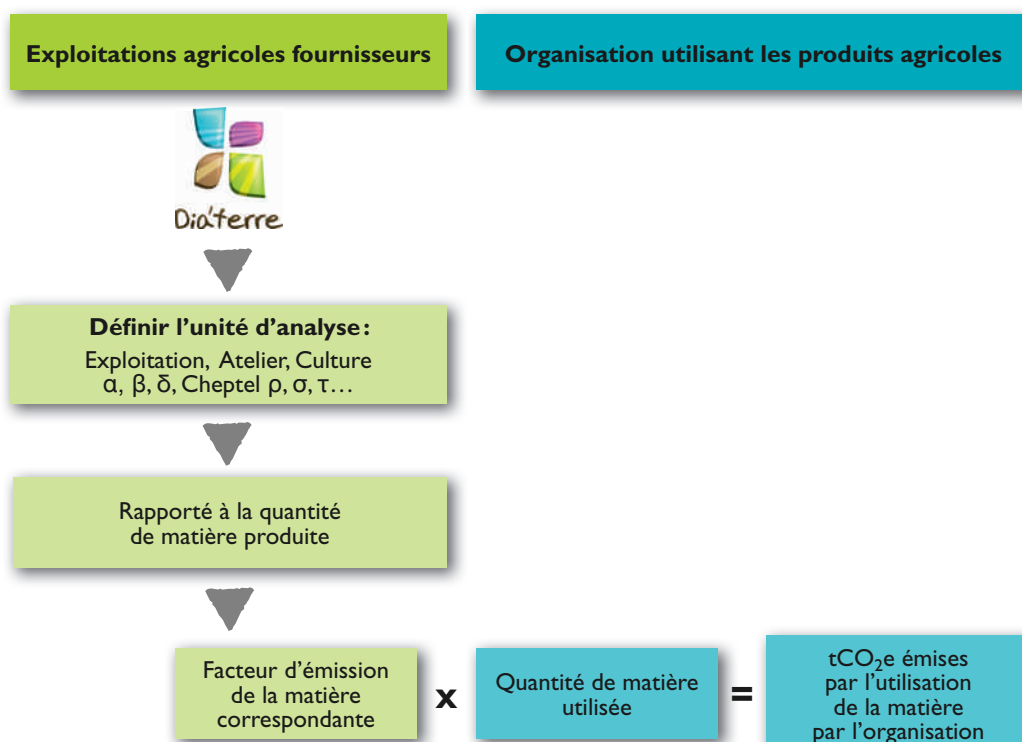 Exploitations agricoles fournisseurs
Organisation utilisant les produits agricoles
Dia'terre
Définir l'unité d'analyse:
Exploitation, Atelier, Culture
α, β, δ, Cheptel ρ, σ, τ...
Rapporté à la quantité
de matière produite
Facteur d'émission
de la matière
correspondante
x
Quantité de matière
utilisée
=
tCO₂e émises
par l'utilisation
de la matière
par l'organisation